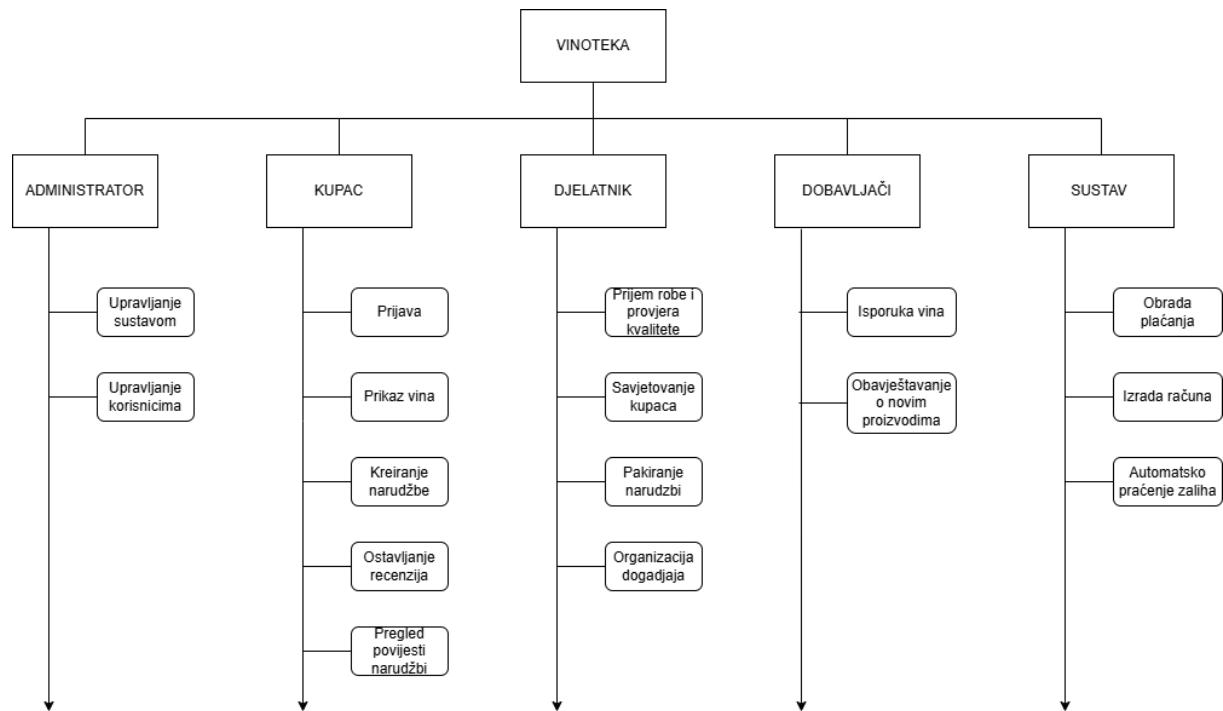 VINOTEKA
ADMINISTRATOR
KUPAC
DJELATNIK
DOBAVLJAČI
SUSTAV
Upravljanje
sustavom
Upravljanje
korisnicima
Prijava
Prikaz vina
Kreiranje
narudžbe
Ostavljanje
recenzija
Pregled
povijesti
narudžbi
Prijem robe i
provjera
kvalitete
Savjetovanje
kupaca
Pakiranje
narudzbi
Organizacija
dogadjaja
Isporuka vina
Obavještavanje
o novim
proizvodima
Obrada
plaćanja
Izrada računa
Automatsko
praćenje zaliha